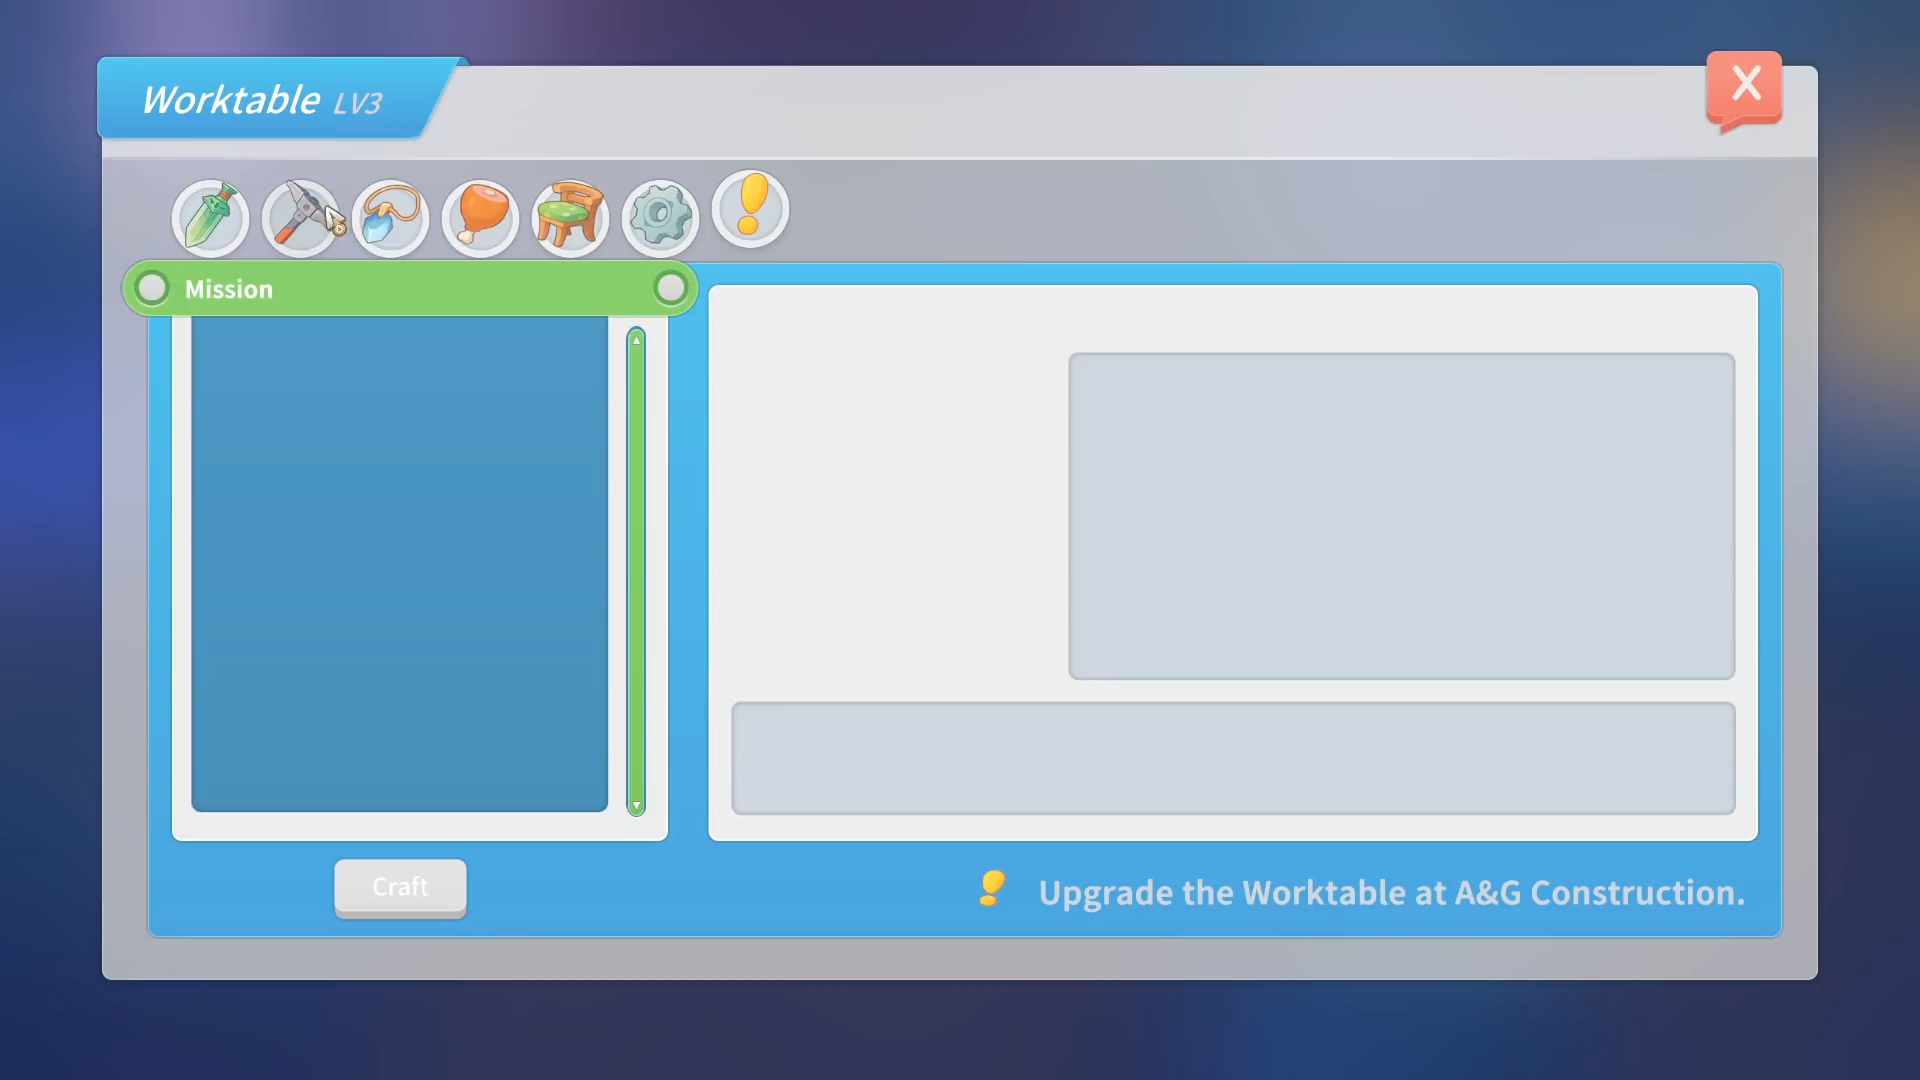 Worktable LV3
X
Mission
Craft
Upgrade the Worktable at A&G Construction.